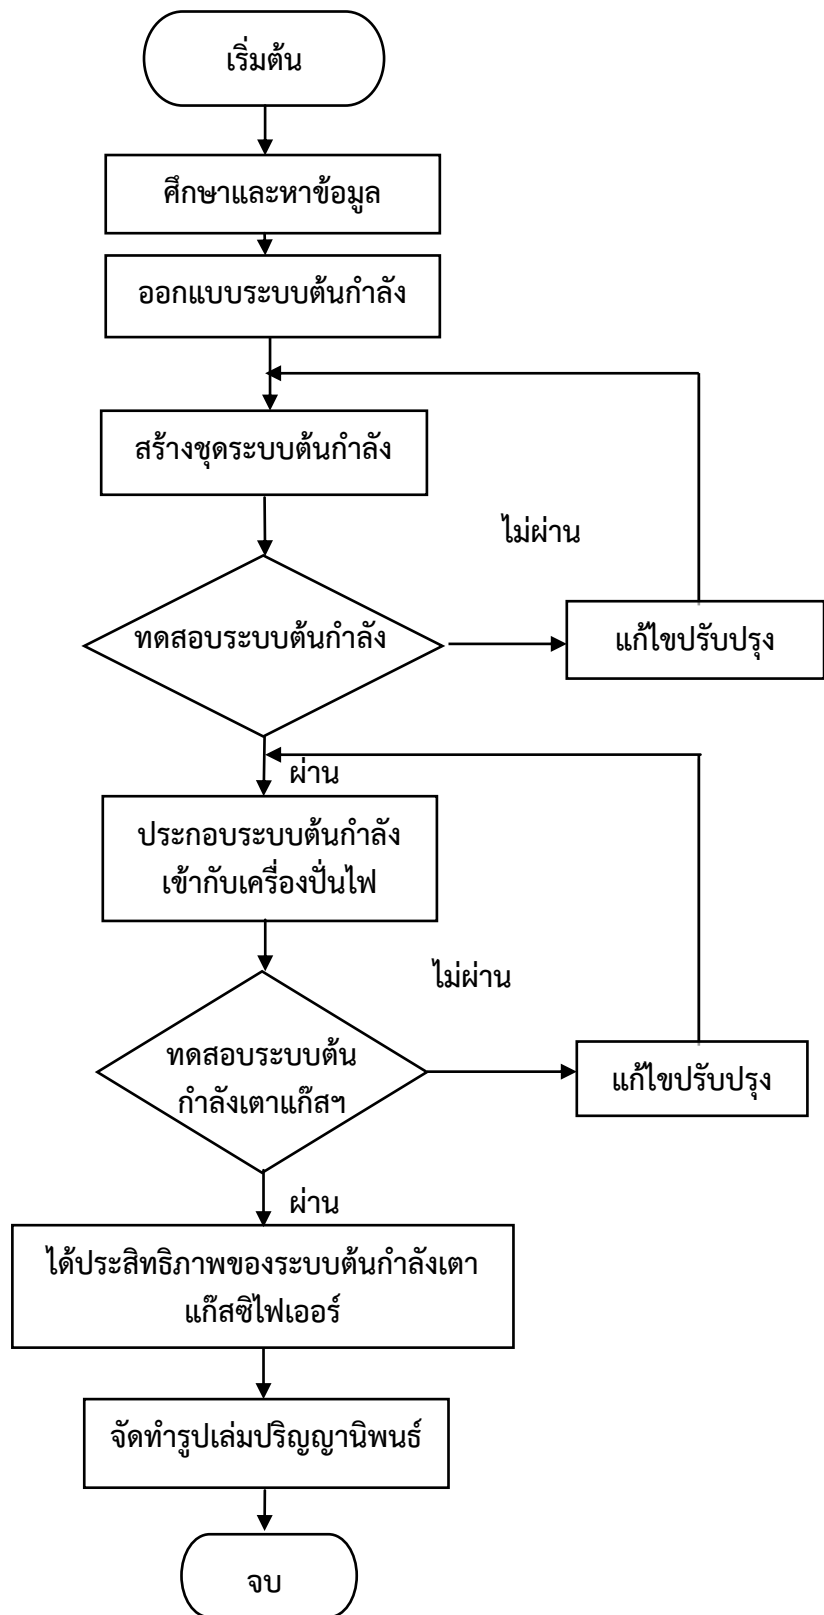 เริ่มต้น
ศึกษาและหาข้อมูล
ออกแบบระบบต้นกำลัง
สร้างชุดระบบต้นกำลัง
ไม่ผ่าน
ทดสอบระบบต้นกำลัง
แก้ไขปรับปรุง
ผ่าน
ประกอบระบบต้นกำลัง
เข้ากับเครื่องปั่นไฟ
ไม่ผ่าน
ทดสอบระบบต้น
กำลังเตาแก๊สฯ
แก้ไขปรับปรุง
ผ่าน
ได้ประสิทธิภาพของระบบต้นกำลังเตา
แก๊สซิไฟเออร์
จัดทำรูปเล่มปริญญานิพนธ์
จบ